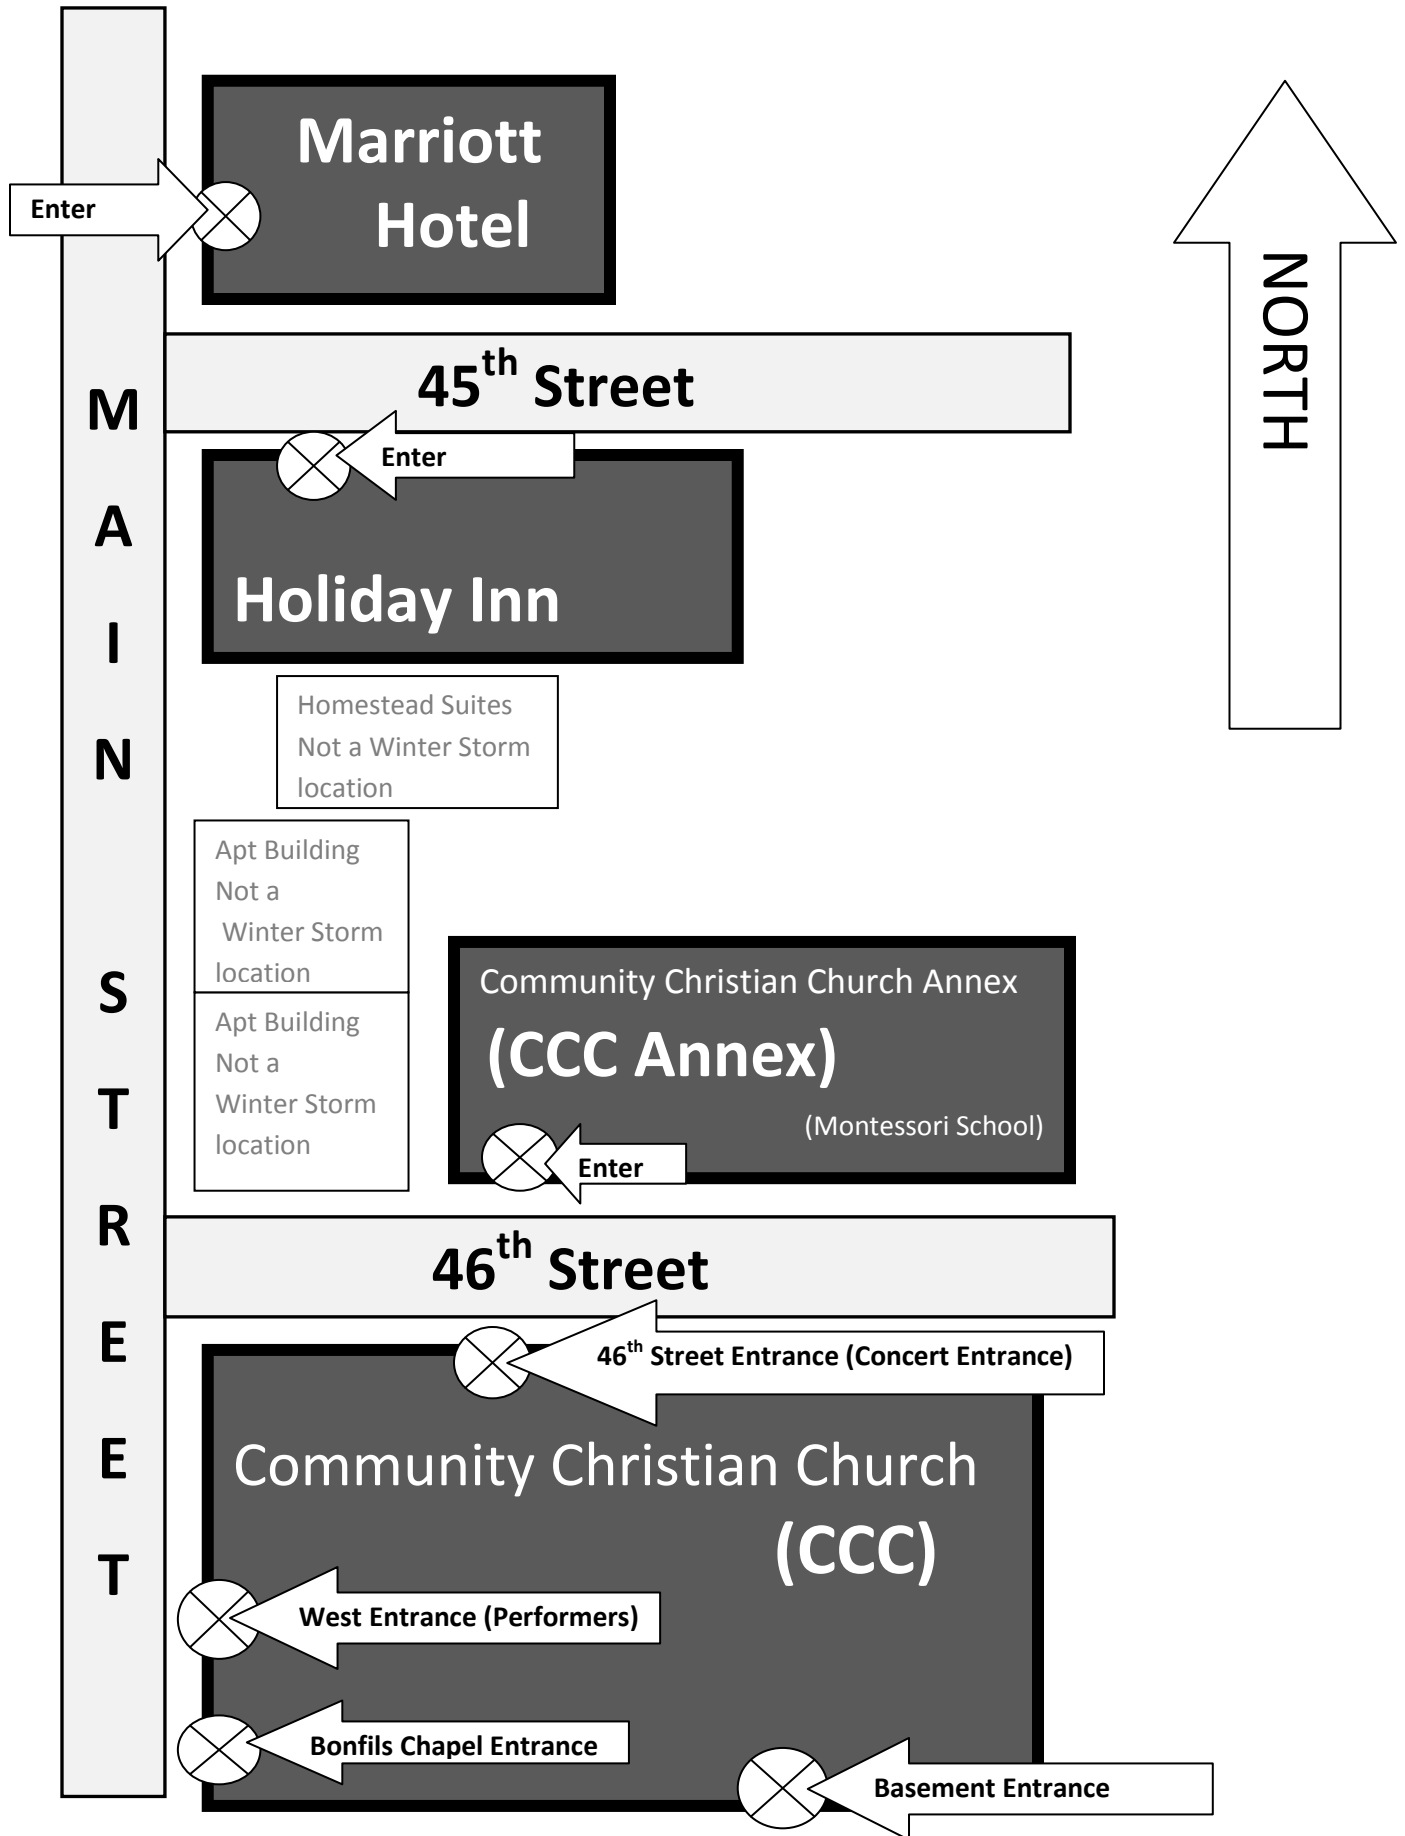 Marriott
Hotel
Enter
NORTH
45th Street
MAIN STREET
Enter
Holiday Inn
Homestead Suites
Not a Winter Storm
location
Apt Building
Not a
Winter Storm
location
Community Christian Church Annex
(CCC Annex)
(Montessori School)
Enter
Apt Building
Not a
Winter Storm
location
46th Street
46th Street Entrance (Concert Entrance)
Community Christian Church
(CCC)
West Entrance (Performers)
Bonfils Chapel Entrance
Basement Entrance